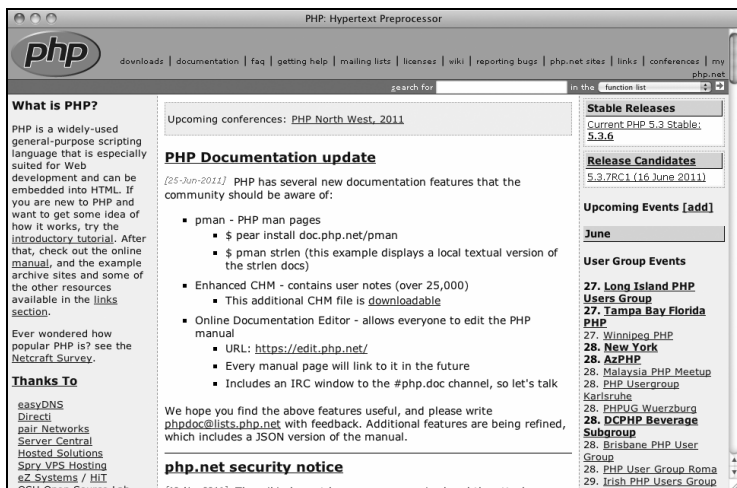 PHP: Hypertext Preprocessor
php
downloads | documentation | faq | getting help | mailing lists | licenses | wiki | reporting bugs | php.net sites | links | conferences | my
php.net
search for
in the
function list
What is PHP?
PHP is a widely-used
general-purpose scripting
language that is especially
suited for Web
development and can be
embedded into HTML. If
you are new to PHP and
want to get some idea of
how it works, try the
introductory tutorial. After
that, check out the online
manual, and the example
archive sites and some of
the other resources
available in the links
section.
Ever wondered how
popular PHP is? see the
Netcraft Survey.
Thanks To
easyDNS
Directi
pair Networks
Server Central
Hosted Solutions
Spry VPS Hosting
eZ Systems / HiT
OSU Open Source Lab
Upcoming conferences: PHP North West, 2011
PHP Documentation update
[25-Jun-2011] PHP has several new documentation features that the
community should be aware of:
▪ pman - PHP man pages
▪ $ pear install doc.php.net/pman
▪ $ pman strlen (this example displays a local textual version of
the strlen docs)
▪ Enhanced CHM - contains user notes (over 25,000)
▪ This additional CHM file is downloadable
▪ Online Documentation Editor - allows everyone to edit the PHP
manual
▪ URL: https://edit.php.net/
▪ Every manual page will link to it in the future
▪ Includes an IRC window to the #php.doc channel, so let's talk
We hope you find the above features useful, and please write
phpdoc@lists.php.net with feedback. Additional features are being refined,
which includes a JSON version of the manual.
php.net security notice
Stable Releases
Current PHP 5.3 Stable:
5.3.6
Release Candidates
5.3.7RC1 (16 June 2011)
Upcoming Events [add]
June
User Group Events
27. Long Island PHP
Users Group
27. Tampa Bay Florida
PHP
27. Winnipeg PHP
28. New York
28. AzPHP
28. Malaysia PHP Meetup
28. PHP Usergroup
Karlsruhe
28. PHPUG Wuerzburg
28. DCPHP Beverage
Subgroup
28. Brisbane PHP User
Group
28. PHP User Group Roma
29. Irish PHP Users Group